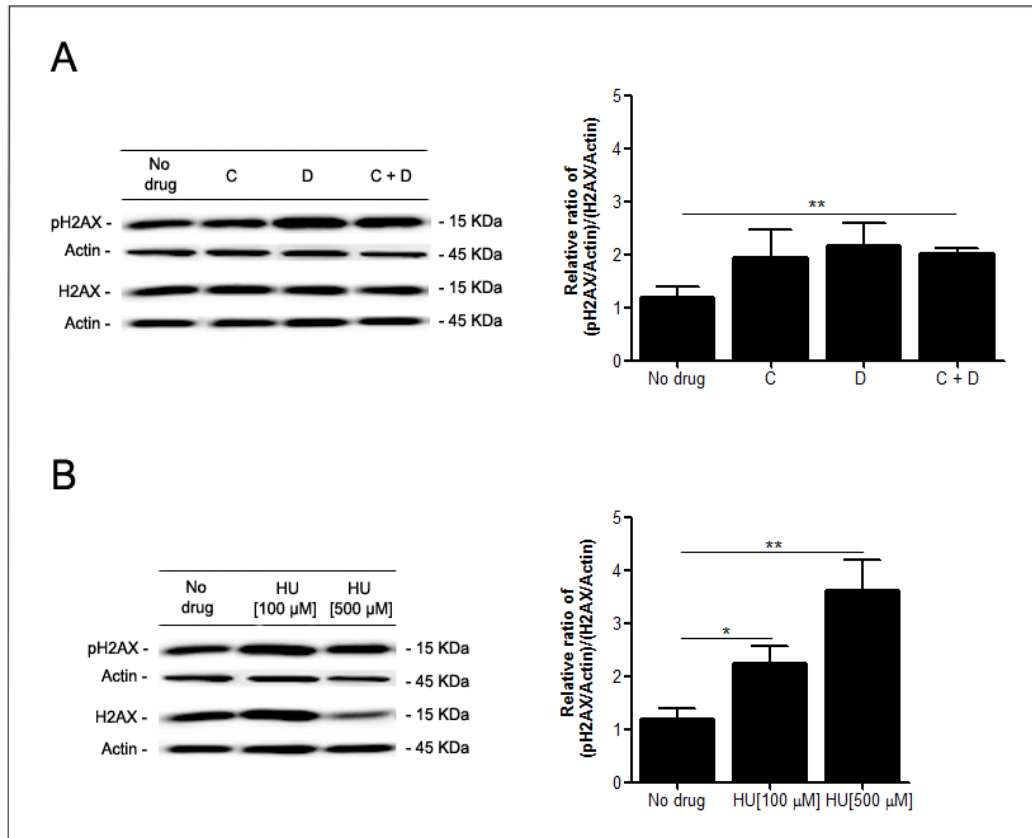 A
No drug C D C + D
pH2AX - - 15 KDa
Actin - - 45 KDa
H2AX - - 15 KDa
Actin - - 45 KDa
Relative ratio of
(pH2AX/Actin)/(H2AX/Actin)
5
4
3
2
1
0
**
No drug C D C + D
B
No drug HU [100 µM] HU [500 µM]
pH2AX - - 15 KDa
Actin - - 45 KDa
H2AX - - 15 KDa
Actin - - 45 KDa
Relative ratio of
(pH2AX/Actin)/(H2AX/Actin)
5
4
3
2
1
0
**
*
No drug HU[100 µM] HU[500 µM]